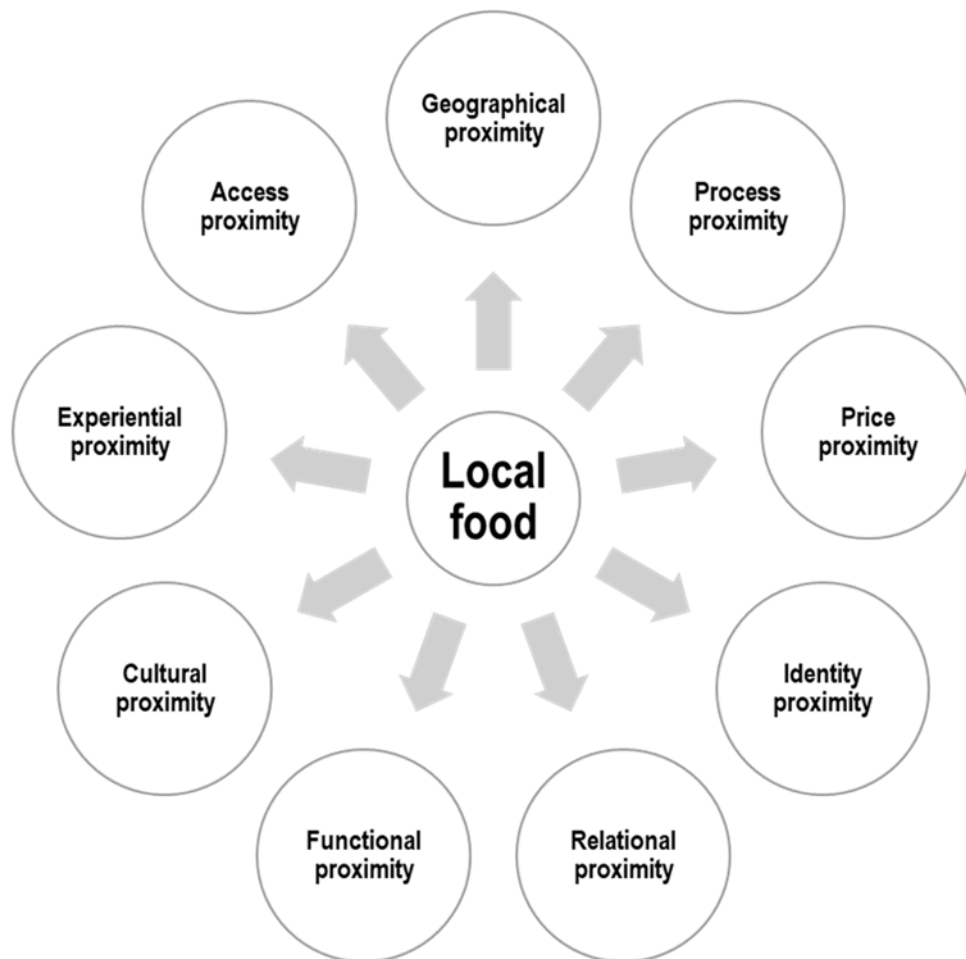 Geographical
proximity
Process
proximity
Price
proximity
Identity
proximity
Relational
proximity
Functional
proximity
Cultural
proximity
Experiential
proximity
Access
proximity
Local
food